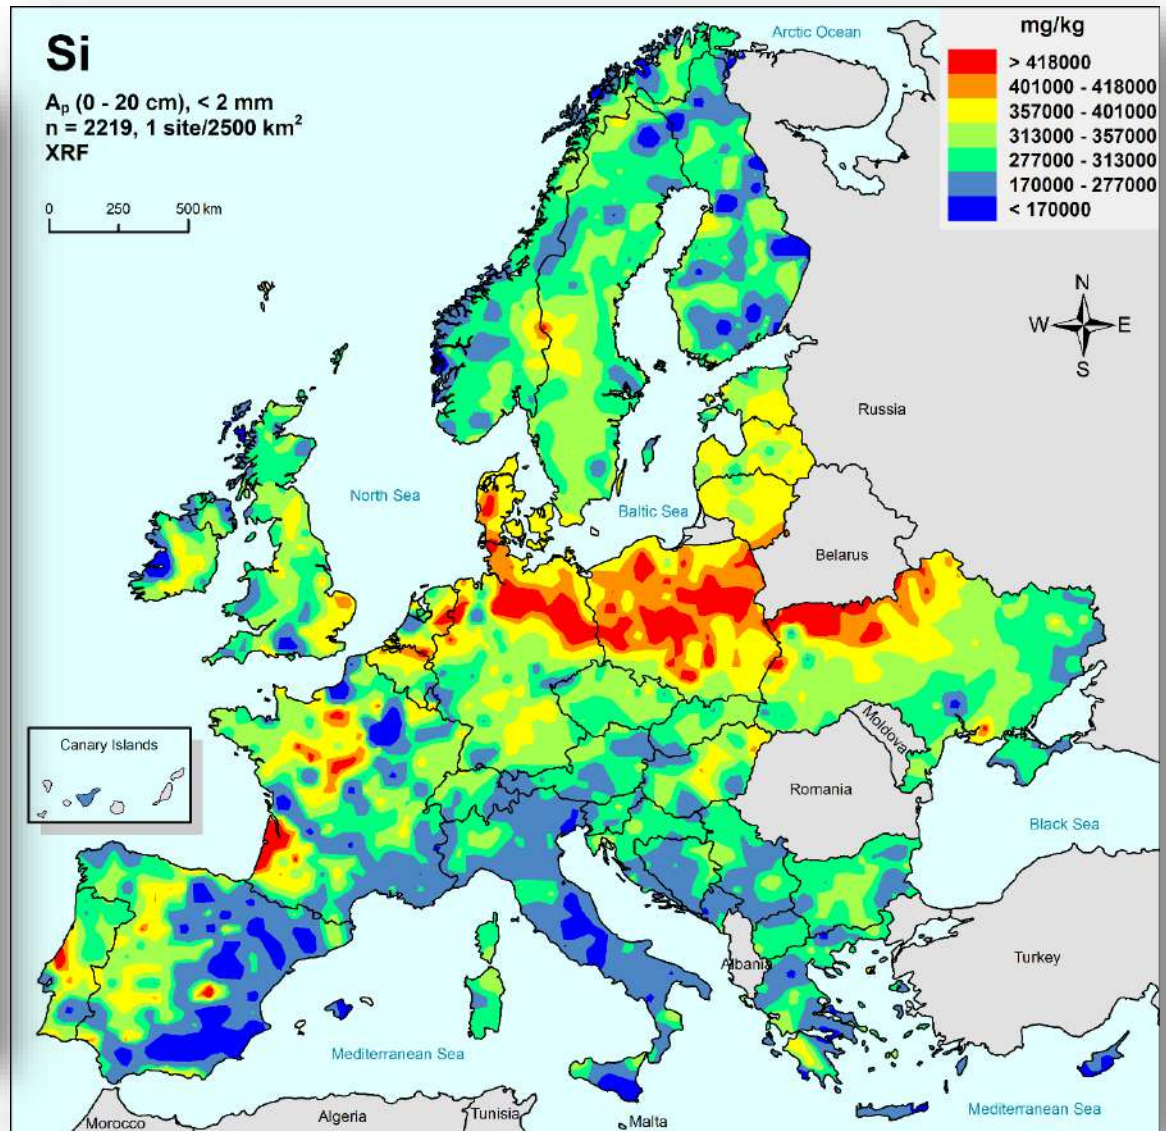 Si
Aₚ (0 - 20 cm), < 2 mm
n = 2219, 1 site/2500 km²
XRF
0 250 500 km
Arctic Ocean
mg/kg
> 418000
401000 - 418000
357000 - 401000
313000 - 357000
277000 - 313000
170000 - 277000
< 170000
N
W E
S
Russia
North Sea
Baltic Sea
Belarus
Moldova
Canary Islands
Romania
Black Sea
Albania
Turkey
Mediterranean Sea
Mediterranean Sea
Morocco
Algeria
Tunisia
Malta